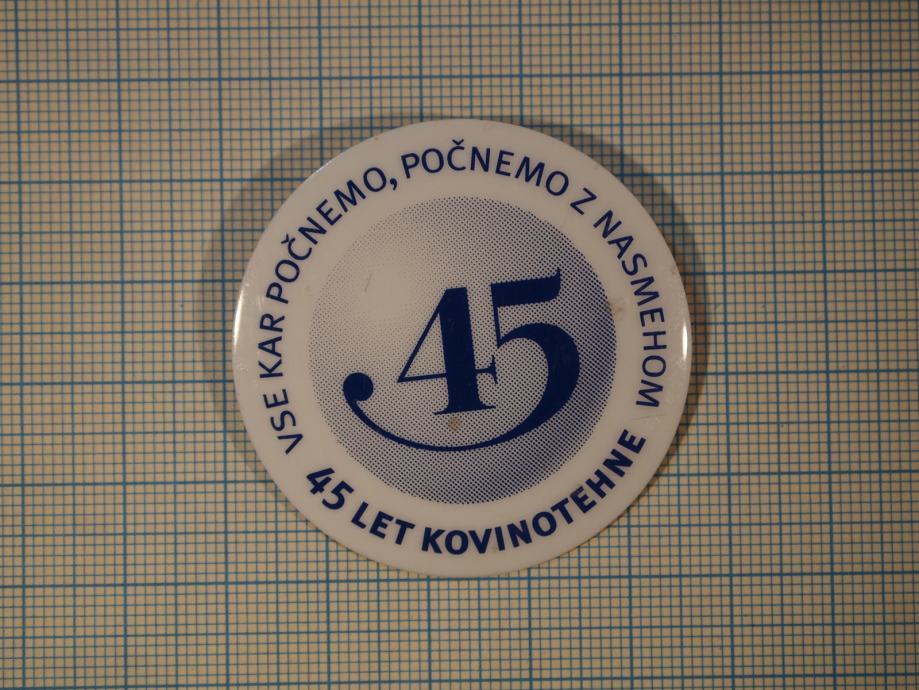 VSE KAR POČNEMO, POČNEMO Z NASMEHOM
45
45 LET KOVINOTEHNE